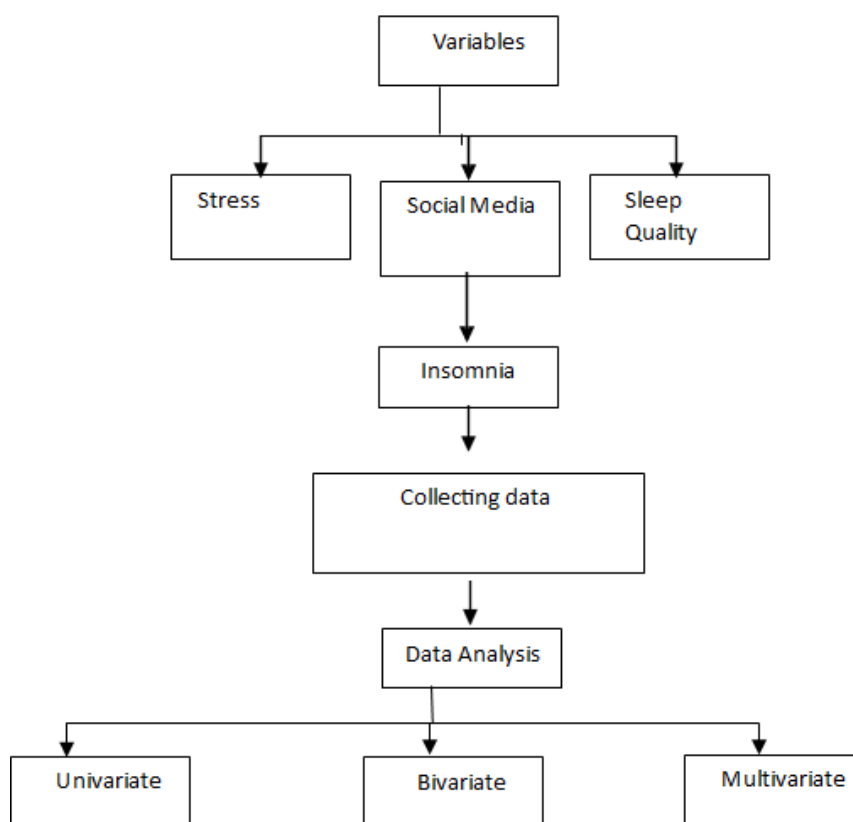 Variables
Stress
Social Media
Sleep
Quality
Insomnia
Collecting data
Data Analysis
Univariate
Bivariate
Multivariate